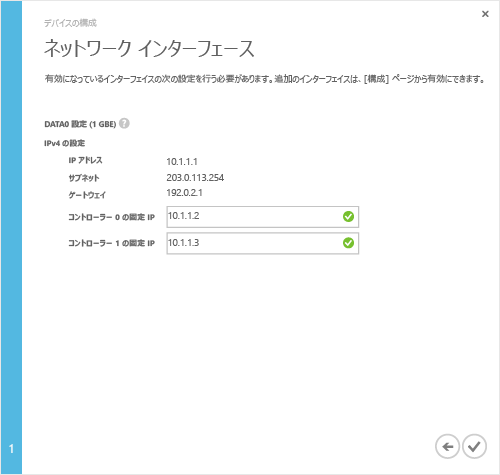 デバイスの構成
ネットワーク インターフェース
有効になっているインターフェイスの次の設定を行う必要があります。追加のインターフェイスは、[構成] ページから有効にできます。
DATA0 設定 (1 GBE) ?
IPv4 の設定
IP アドレス 10.1.1.1
サブネット 203.0.113.254
ゲートウェイ 192.0.2.1
コントローラー 0 の固定 IP 10.1.1.2
コントローラー 1 の固定 IP 10.1.1.3
1